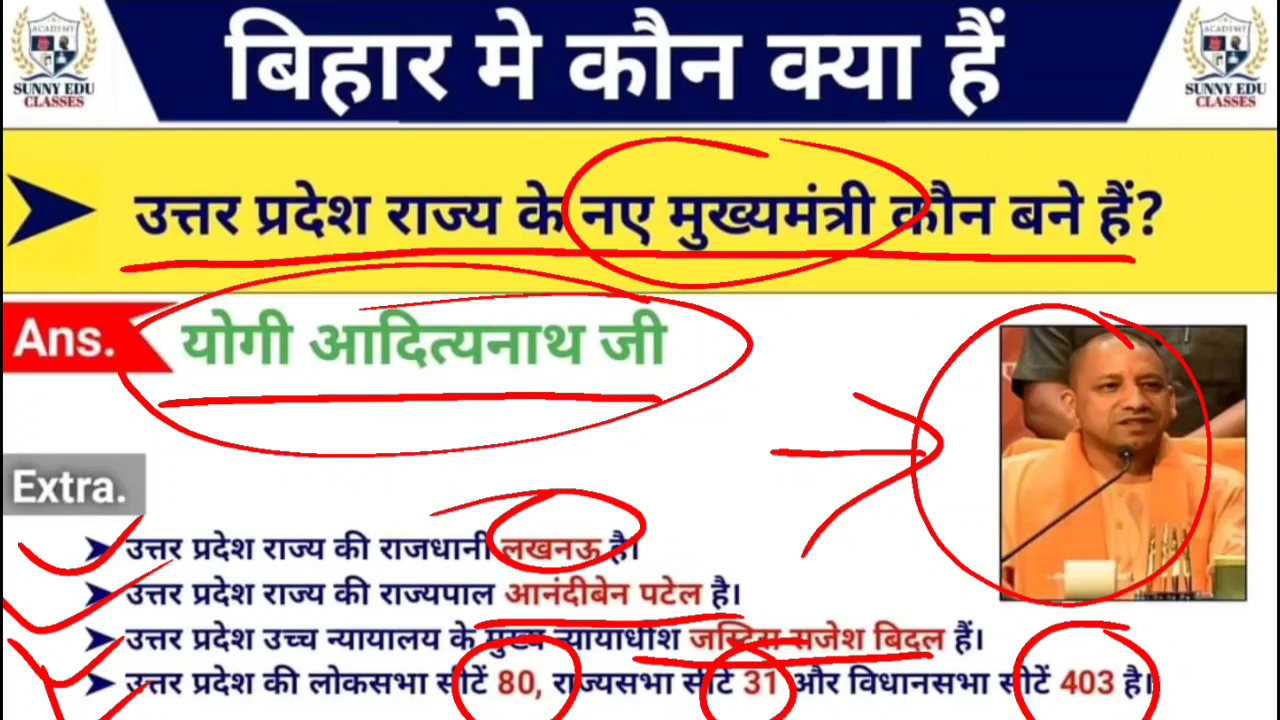 ACADEMY
SUNNY EDU
CLASSES
बिहार मे कौन क्या हैं
ACADEMY
SUNNY EDU
CLASSES
उत्तर प्रदेश राज्य के नए मुख्यमंत्री कौन बने हैं?
Ans. योगी आदित्यनाथ जी
Extra.
उत्तर प्रदेश राज्य की राजधानी लखनऊ है।
उत्तर प्रदेश राज्य की राज्यपाल आनंदीबेन पटेल है।
उत्तर प्रदेश उच्च न्यायालय के मुख्य न्यायाधीश जस्टिस राजेश बिंदल हैं।
उत्तर प्रदेश की लोकसभा सीटें 80, राज्यसभा सीटें 31 और विधानसभा सीटें 403 है।